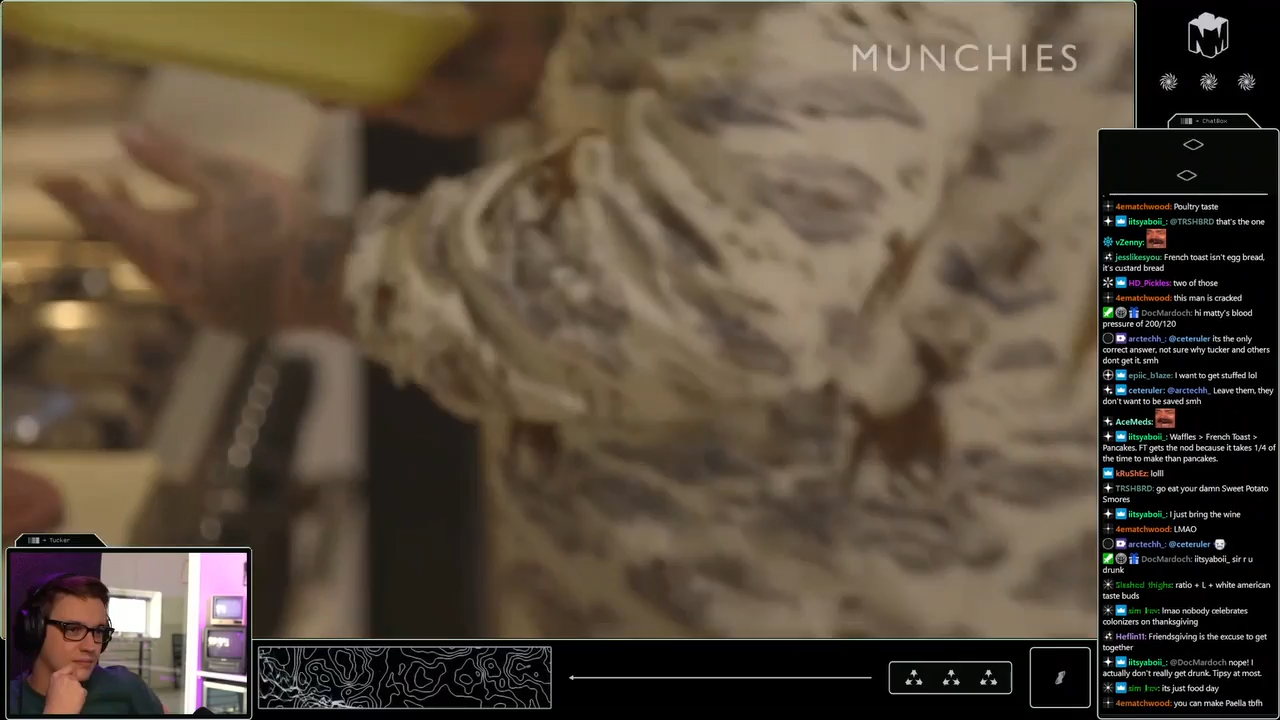 MUNCHIES
+ ChatBox
4ematchwood: Poultry taste
iitsyaboii_: @TRSHBRD that's the one
vZenny:
jesslikesyou: French toast isn't egg bread,
it's custard bread
HD_Pickles: two of those
4ematchwood: this man is cracked
DocMardoch: hi matty's blood
pressure of 200/120
arctechh_: @ceteruler its the only
correct answer, not sure why tucker and others
dont get it. smh
epiic_b1aze: I want to get stuffed lol
ceteruler: @arctechh_ Leave them, they
don't want to be saved smh
AceMeds:
iitsyaboii_: Waffles > French Toast >
Pancakes. FT gets the nod because it takes 1/4 of
the time to make than pancakes.
kRuShEz: lolll
TRSHBRD: go eat your damn Sweet Potato
Smores
iitsyaboii_: I just bring the wine
4ematchwood: LMAO
arctechh_: @ceteruler
DocMardoch: iitsyaboii_ sir r u
drunk
ratio + L + white american
taste buds
lmao nobody celebrates
colonizers on thanksgiving
Heflin11: Friendsgiving is the excuse to get
together
iitsyaboii_: @DocMardoch nope! I
actually don't really get drunk. Tipsy at most.
its just food day
4ematchwood: you can make Paella tbfh
+ Tucker